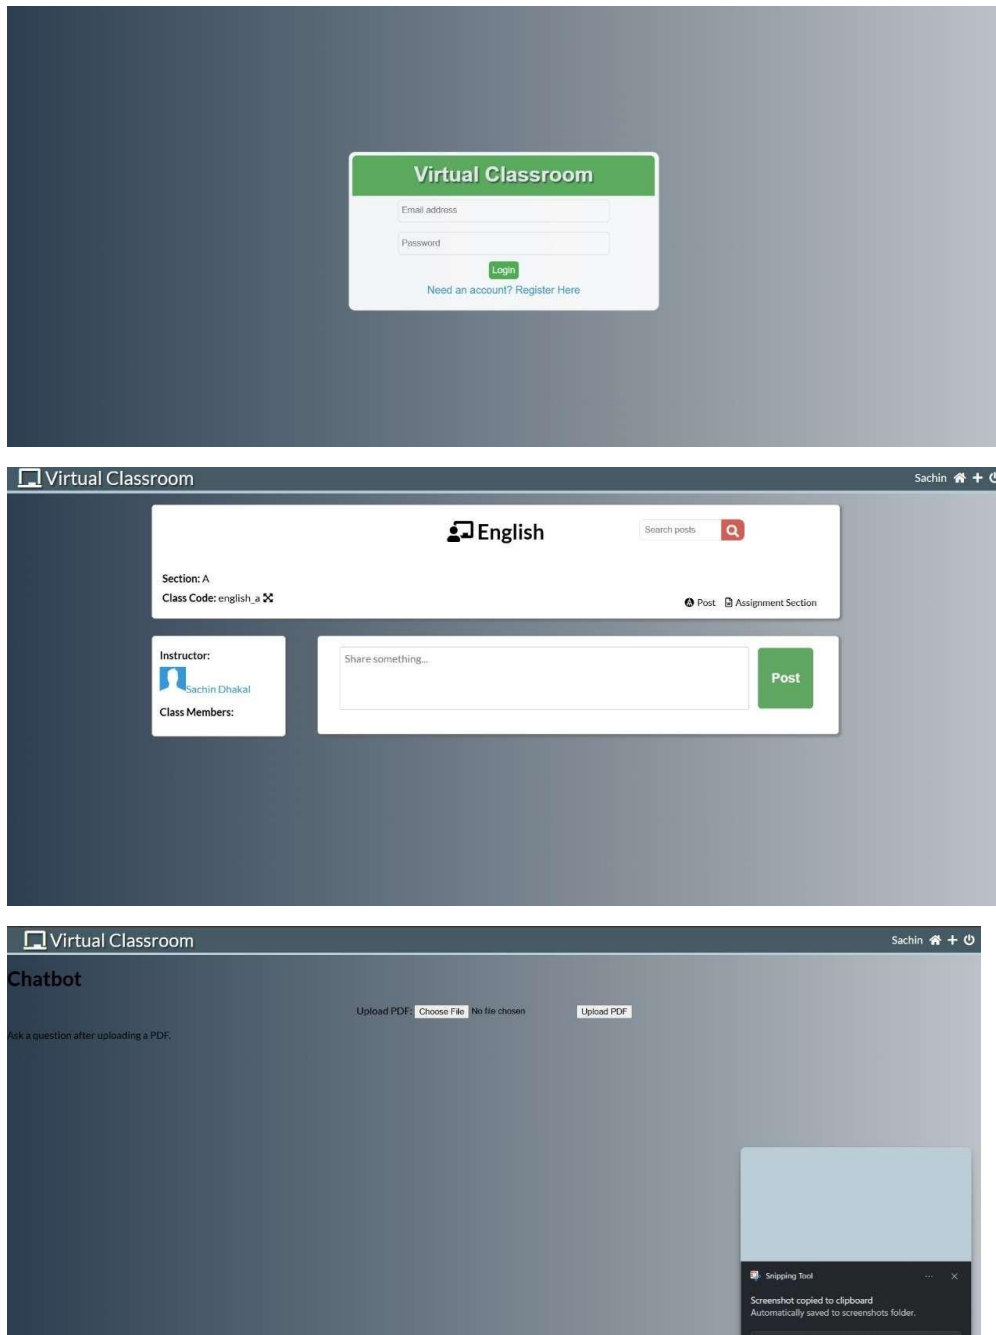 Virtual Classroom
Email address
Password
Login
Need an account? Register Here
Virtual Classroom
Sachin
English
Search posts
Section: A
Class Code: english_a
Post Assignment Section
Instructor:
Sachin Dhakal
Class Members:
Share something...
Post
Virtual Classroom
Sachin
Chatbot
Upload PDF: Choose File No file chosen Upload PDF
Ask a question after uploading a PDF.
Snipping Tool
Screenshot copied to clipboard
Automatically saved to screenshots folder.